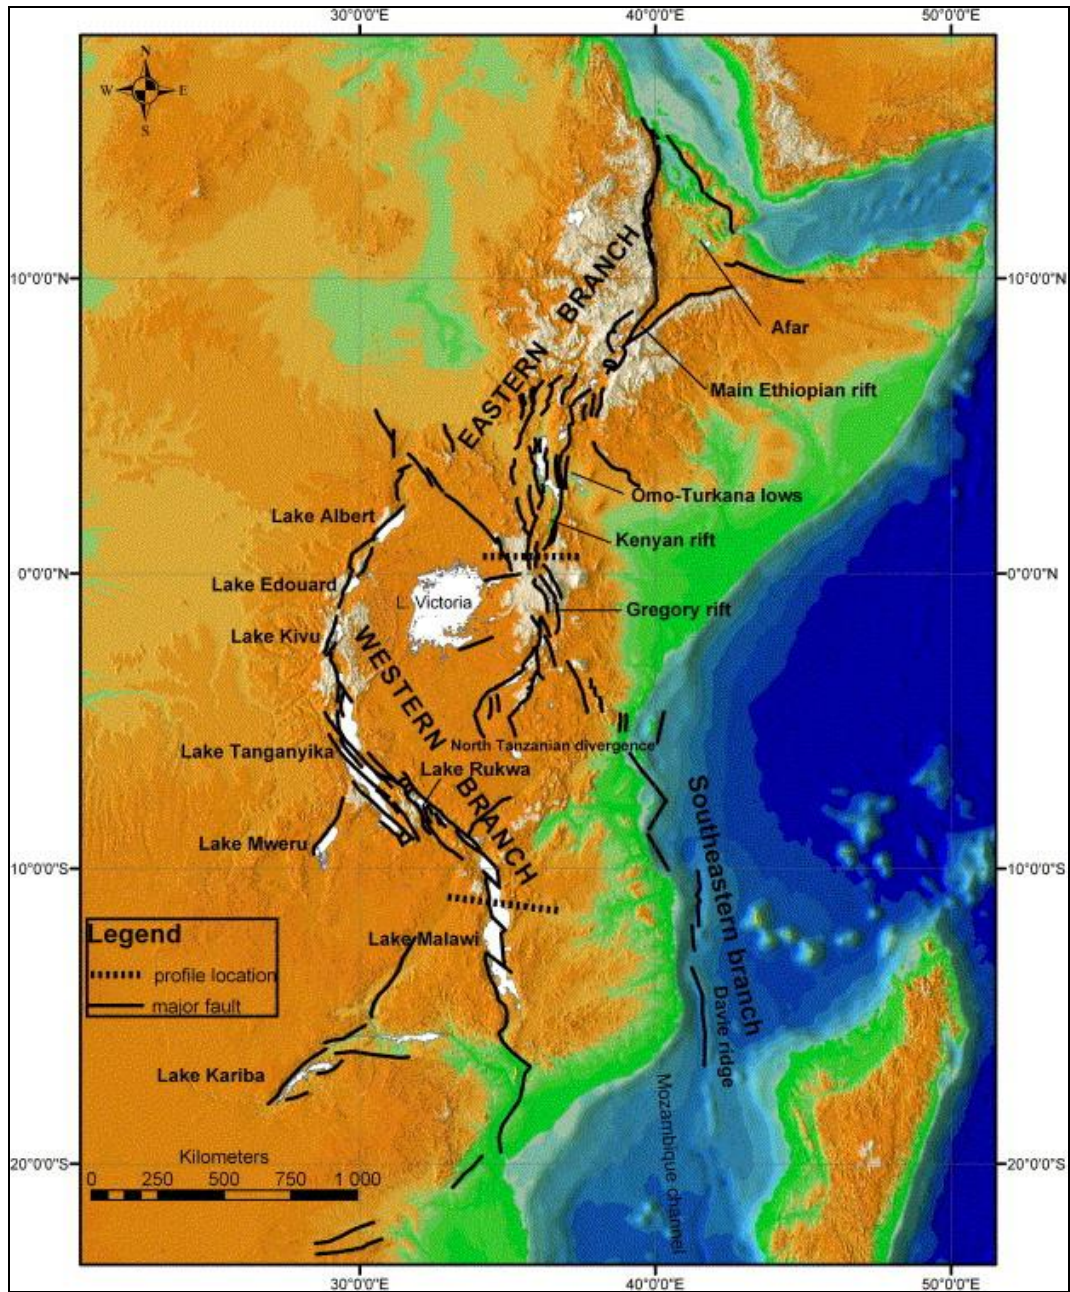 30°0'0"E
40°0'0"E
50°0'0"E
N
W
E
S
EASTERN BRANCH
10°0'0"N
10°0'0"N
Afar
Main Ethiopian rift
Omo-Turkana lows
Lake Albert
Kenyan rift
0°0'0"N
0°0'0"N
Lake Edouard
L. Victoria
Gregory rift
Lake Kivu
WESTERN BRANCH
Lake Tanganyika
North Tanzanian divergence
Lake Rukwa
Southeastern branch
Lake Mweru
10°0'0"S
10°0'0"S
Legend
profile location
major fault
Lake Malawi
Davie ridge
Lake Kariba
Mozambique channel
Kilometers
20°0'0"S
20°0'0"S
0 250 500 750 1 000
30°0'0"E
40°0'0"E
50°0'0"E